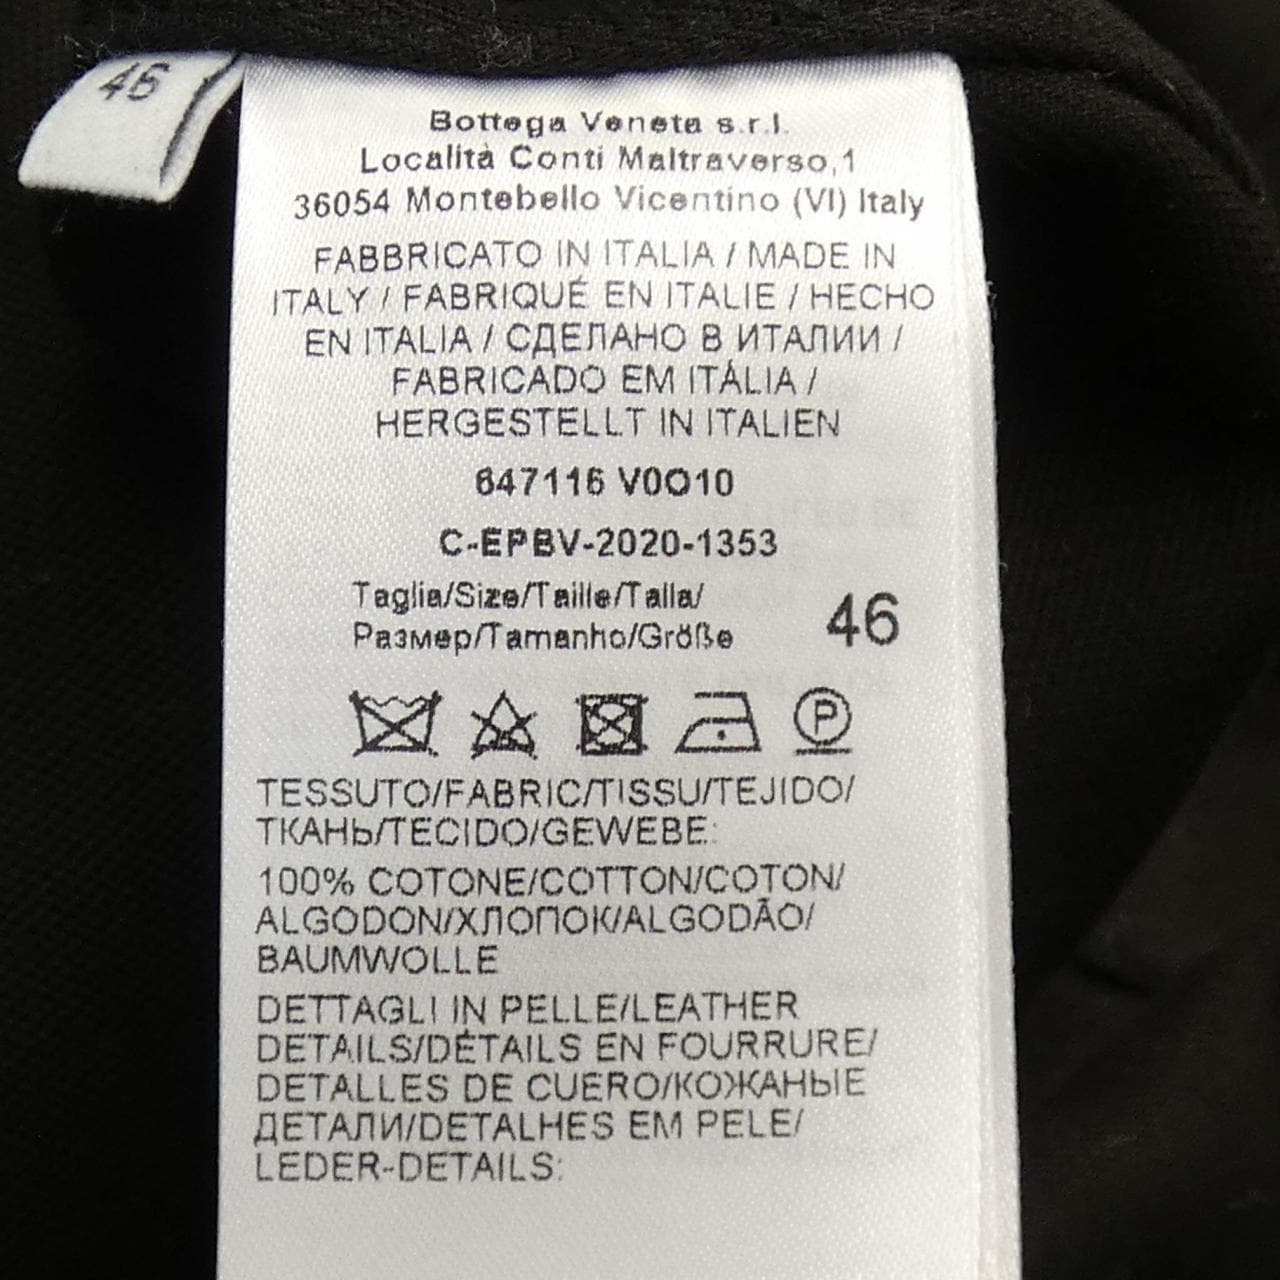 46
Bottega Veneta s.r.l.
Località Conti Maltraverso,1
36054 Montebello Vicentino (VI) Italy
FABBRICATO IN ITALIA / MADE IN
ITALY / FABRIQUÉ EN ITALIE / HECHO
EN ITALIA / СДЕЛАНО В ИТАЛИИ /
FABRICADO EM ITÁLIA /
HERGESTELLT IN ITALIEN
647116 V0O10
C-EPBV-2020-1353
Taglia/Size/Taille/Talla/
Размер/Tamanho/Größe
46
P
TESSUTO/FABRIC/TISSU/TEJIDO/
ТКАНЬ/TECIDO/GEWEBE:
100% COTONE/COTTON/COTON/
ALGODON/ХЛОПОК/ALGODÃO/
BAUMWOLLE
DETTAGLI IN PELLE/LEATHER
DETAILS/DÉTAILS EN FOURRURE/
DETALLES DE CUERO/КОЖАНЫЕ
ДЕТАЛИ/DETALHES EM PELE/
LEDER-DETAILS: